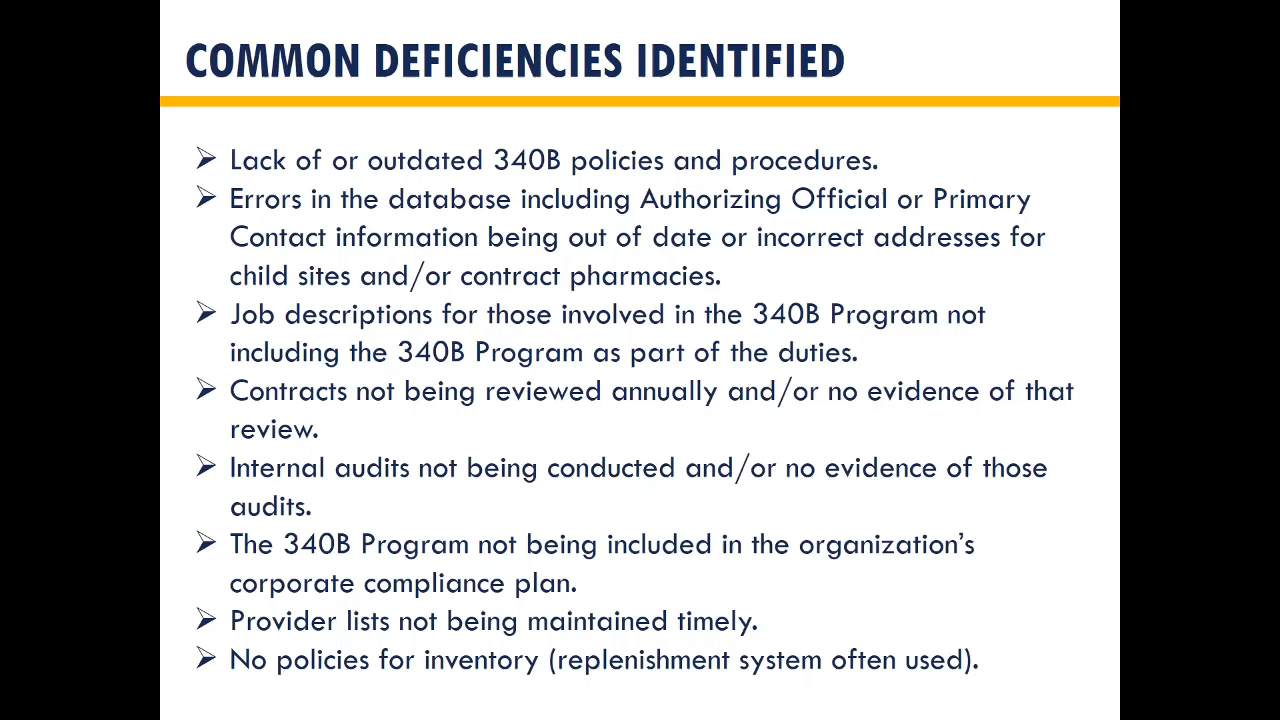 COMMON DEFICIENCIES IDENTIFIED
➢ Lack of or outdated 340B policies and procedures.
➢ Errors in the database including Authorizing Official or Primary
Contact information being out of date or incorrect addresses for
child sites and/or contract pharmacies.
➢ Job descriptions for those involved in the 340B Program not
including the 340B Program as part of the duties.
➢ Contracts not being reviewed annually and/or no evidence of that
review.
➢ Internal audits not being conducted and/or no evidence of those
audits.
➢ The 340B Program not being included in the organization’s
corporate compliance plan.
➢ Provider lists not being maintained timely.
➢ No policies for inventory (replenishment system often used).